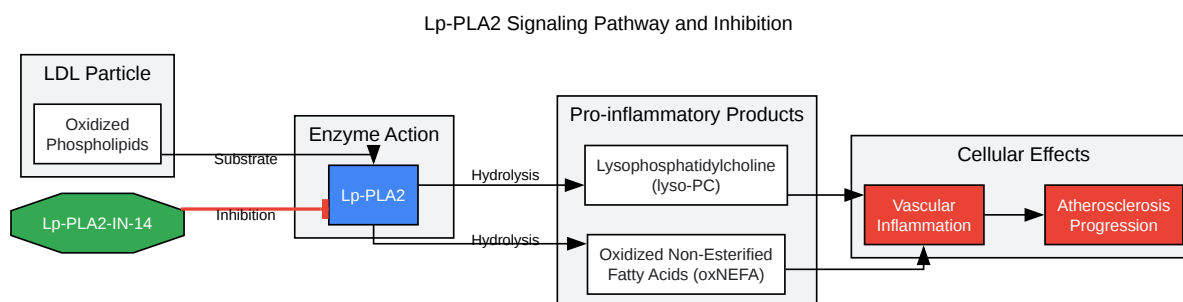 Lp-PLA2 Signaling Pathway and Inhibition
LDL Particle
Oxidized
Phospholipids
Substrate
Lp-PLA2-IN-14
Inhibition
Enzyme Action
Lp-PLA2
Hydrolysis
Hydrolysis
Pro-inflammatory Products
Lysophosphatidylcholine
(lyso-PC)
Oxidized Non-Esterified
Fatty Acids (oxNEFA)
Cellular Effects
Vascular
Inflammation
Atherosclerosis
Progression